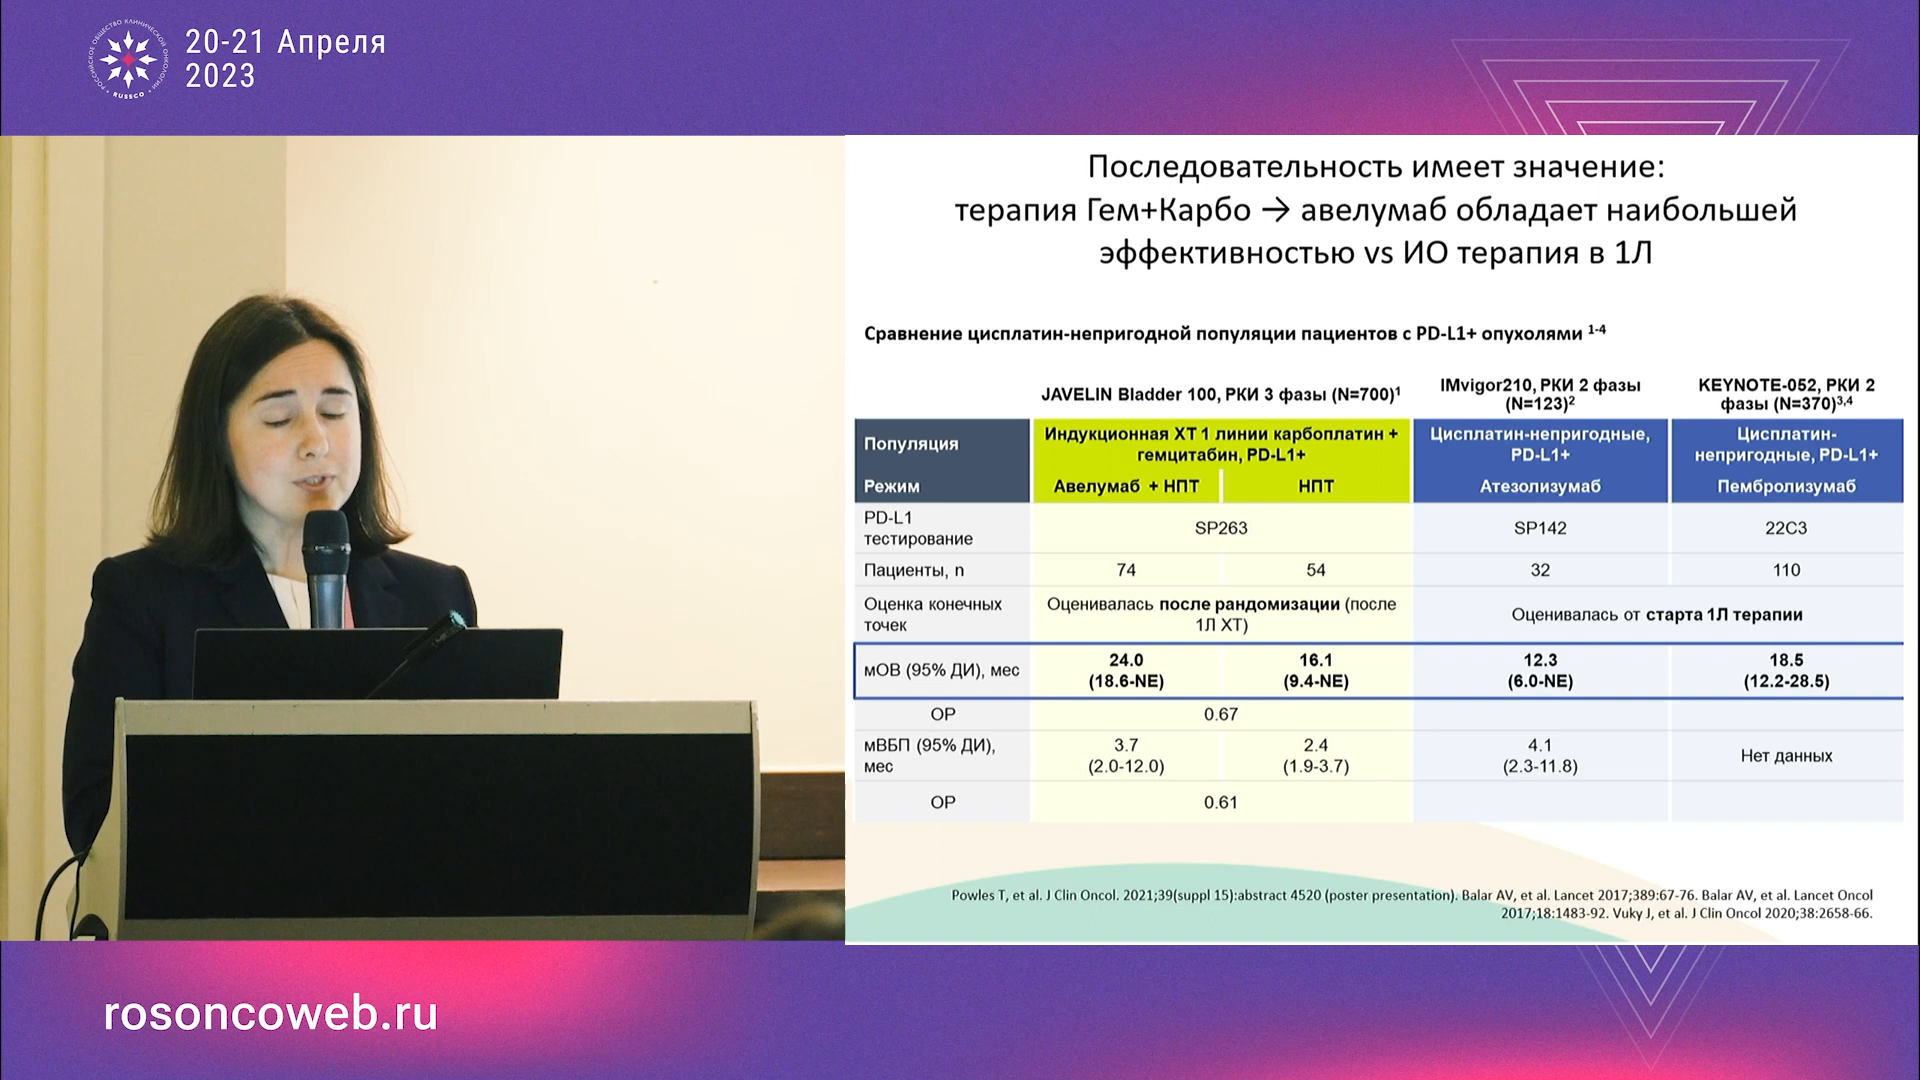 РОССИЙСКОЕ ОБЩЕСТВО КЛИНИЧЕСКОЙ ОНКОЛОГИИ
RUSSCO
20-21 Апреля
2023
Последовательность имеет значение:
терапия Гем+Карбо → авелумаб обладает наибольшей
эффективностью vs ИО терапия в 1Л
Сравнение цисплатин-непригодной популяции пациентов с PD-L1+ опухолями 1-4
JAVELIN Bladder 100, РКИ 3 фазы (N=700)1
IMvigor210, РКИ 2 фазы
(N=123)2
KEYNOTE-052, РКИ 2
фазы (N=370)3,4
Популяция
Индукционная ХТ 1 линии карбоплатин +
гемцитабин, PD-L1+
Цисплатин-непригодные,
PD-L1+
Цисплатин-
непригодные, PD-L1+
Режим
Авелумаб + НПТ
НПТ
Атезолизумаб
Пембролизумаб
PD-L1
тестирование
SP263
SP142
22C3
Пациенты, n
74
54
32
110
Оценка конечных
точек
Оценивалась после рандомизации (после
1Л ХТ)
Оценивалась от старта 1Л терапии
мОВ (95% ДИ), мес
24.0
(18.6-NE)
16.1
(9.4-NE)
12.3
(6.0-NE)
18.5
(12.2-28.5)
ОР
0.67
мВБП (95% ДИ),
мес
3.7
(2.0-12.0)
2.4
(1.9-3.7)
4.1
(2.3-11.8)
Нет данных
ОР
0.61
Powles T, et al. J Clin Oncol. 2021;39(suppl 15):abstract 4520 (poster presentation). Balar AV, et al. Lancet 2017;389:67-76. Balar AV, et al. Lancet Oncol
2017;18:1483-92. Vuky J, et al. J Clin Oncol 2020;38:2658-66.
rosoncoweb.ru